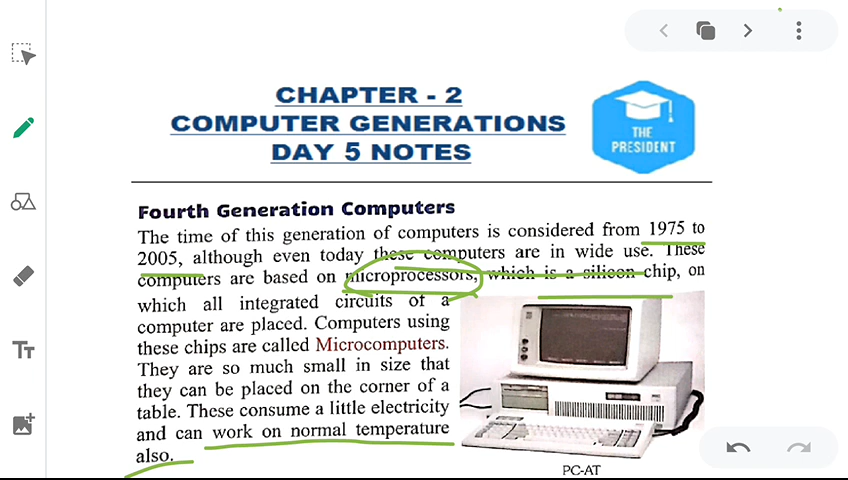 CHAPTER - 2
COMPUTER GENERATIONS
DAY 5 NOTES
THE
PRESIDENT
Fourth Generation Computers
The time of this generation of computers is considered from 1975 to
2005, although even today these computers are in wide use. These
computers are based on microprocessors, which is a silicon chip, on
which all integrated circuits of a
computer are placed. Computers using
these chips are called Microcomputers.
They are so much small in size that
they can be placed on the corner of a
table. These consume a little electricity
and can work on normal temperature
also.
PC-AT
Tт